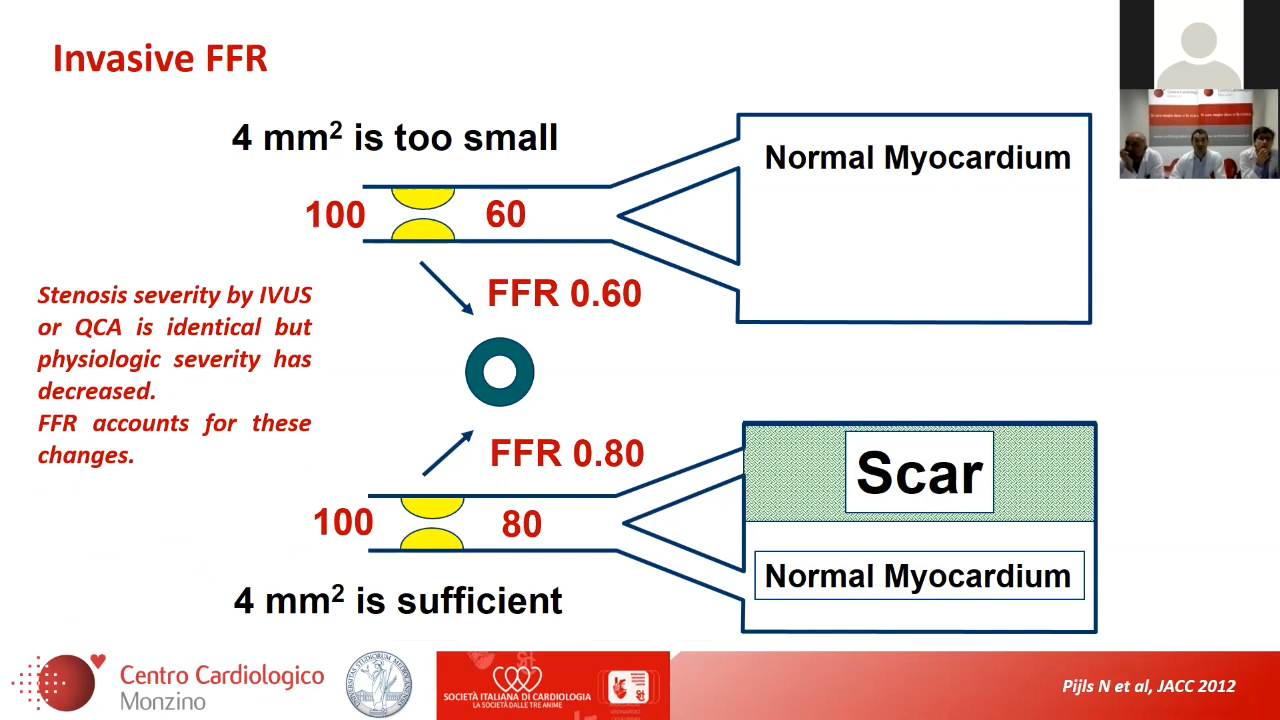 Invasive FFR
4 mm² is too small
Normal Myocardium
100
60
FFR 0.60
Stenosis severity by IVUS
or QCA is identical but
physiologic severity has
decreased.
FFR accounts for these
changes.
FFR 0.80
Scar
100
80
Normal Myocardium
4 mm² is sufficient
Centro Cardiologico
Monzino
SOCIETÀ ITALIANA DI CARDIOLOGIA
LA SOCIETÀ DALLE TRE ANIME
Pijls N et al, JACC 2012